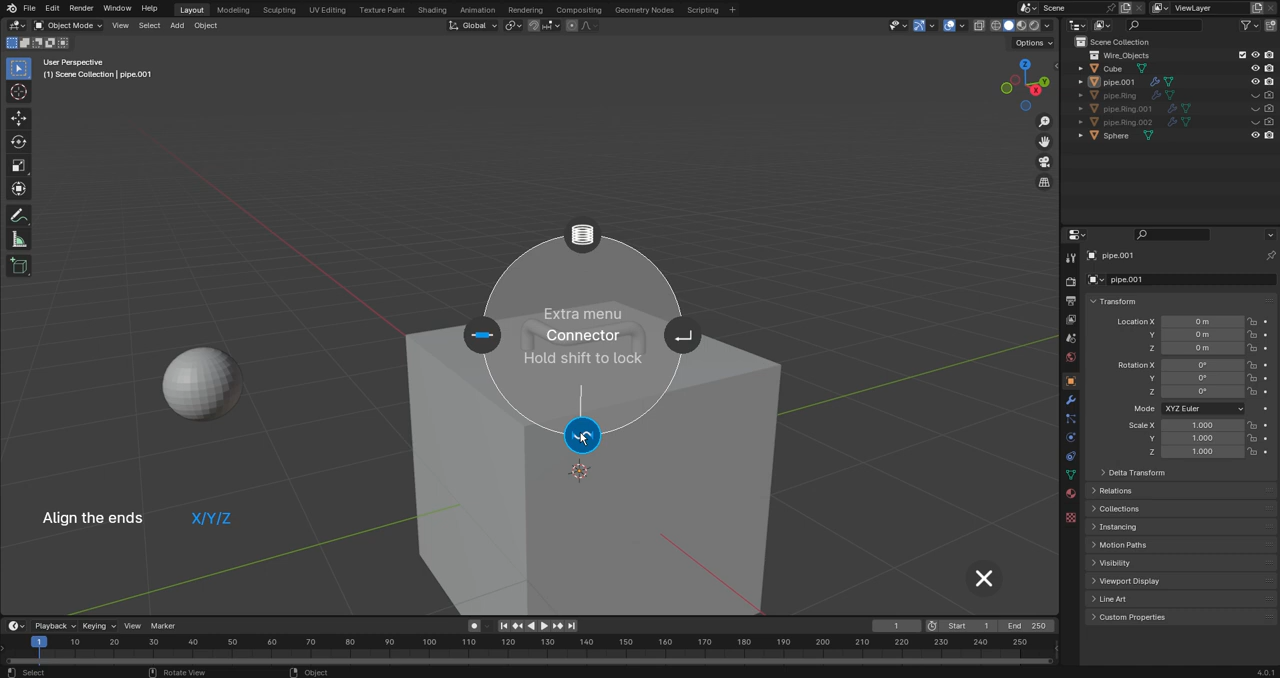 File Edit Render Window Help
Layout Modeling Sculpting UV Editing Texture Paint Shading Animation Rendering Compositing Geometry Nodes Scripting +
Scene
ViewLayer
Object Mode View Select Add Object
Global
Options
User Perspective
(1) Scene Collection | pipe.001
Z
Y
X
Extra menu
Connector
Hold shift to lock
Align the ends X/Y/Z
Scene Collection
Wire_Objects
Cube
pipe.001
pipe.Ring
pipe.Ring.001
pipe.Ring.002
Sphere
pipe.001
pipe.001
Transform
Location X 0 m
Y 0 m
Z 0 m
Rotation X 0°
Y 0°
Z 0°
Mode XYZ Euler
Scale X 1.000
Y 1.000
Z 1.000
Delta Transform
Relations
Collections
Instancing
Motion Paths
Visibility
Viewport Display
Line Art
Custom Properties
Playback Keying View Marker
1
Start 1
End 250
1 10 20 30 40 50 60 70 80 90 100 110 120 130 140 150 160 170 180 190 200 210 220 230 240 250
Select Rotate View Object
4.0.1